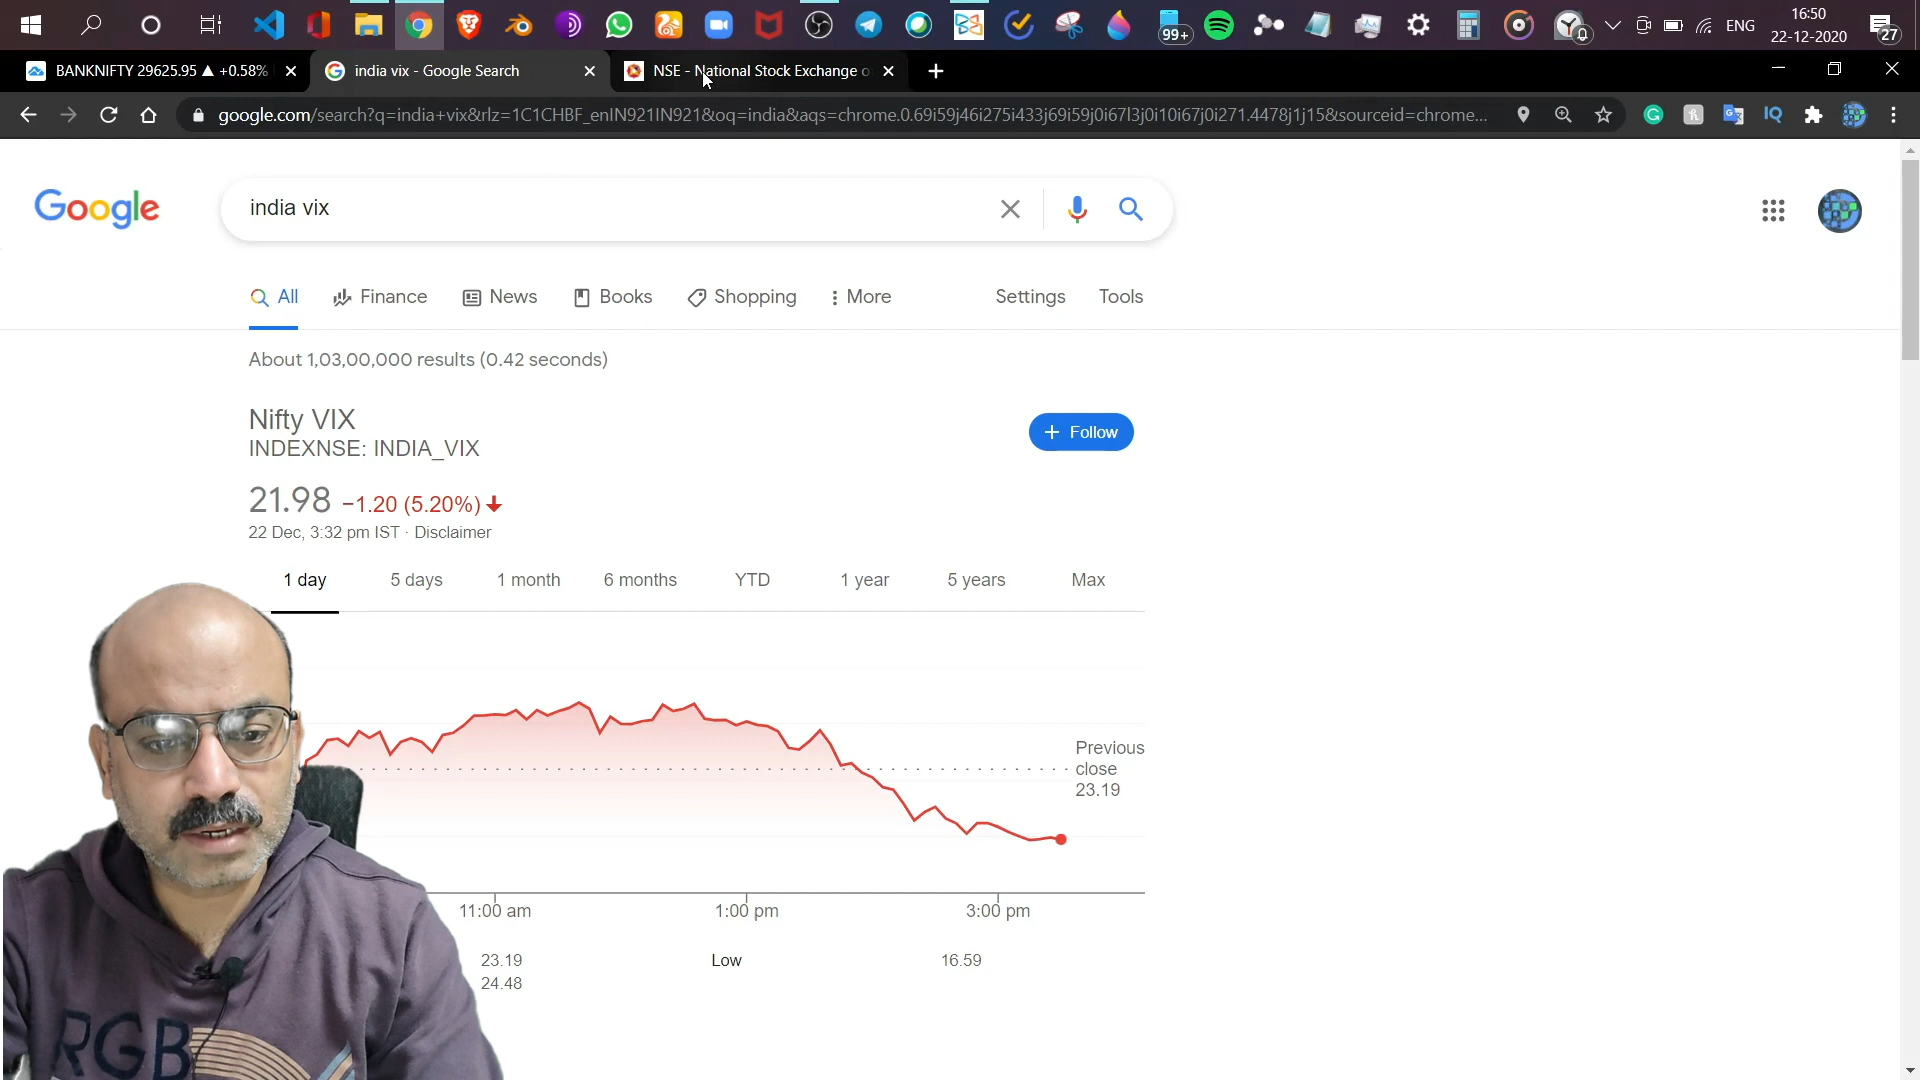 99+
ENG
16:50
22-12-2020
27
BANKNIFTY 29625.95 ▲ +0.58%
india vix - Google Search
NSE - National Stock Exchange o
google.com/search?q=india+vix&rlz=1C1CHBF_enIN921IN921&oq=india&aqs=chrome.0.69i59j46i275i433j69i59j0i67l3j0i10i67j0i271.4478j1j15&sourceid=chrome...
IQ
Google
india vix
All
Finance
News
Books
Shopping
More
Settings
Tools
About 1,03,00,000 results (0.42 seconds)
Nifty VIX
+ Follow
INDEXNSE: INDIA_VIX
21.98 −1.20 (5.20%)
22 Dec, 3:32 pm IST · Disclaimer
1 day
5 days
1 month
6 months
YTD
1 year
5 years
Max
Previous
close
23.19
11:00 am
1:00 pm
3:00 pm
23.19
Low
16.59
24.48
RGB